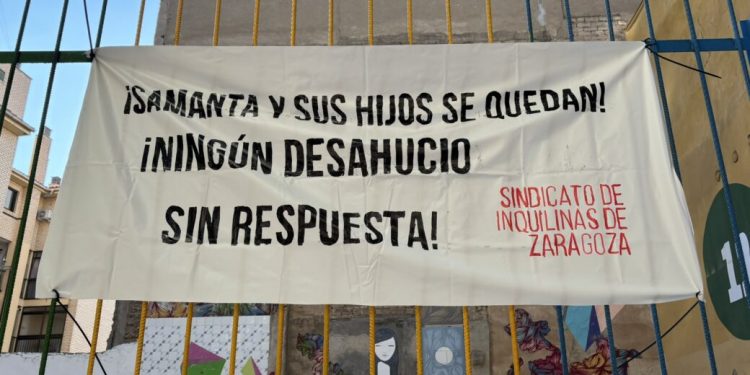 ¡SAMANTA Y SUS HIJOS SE QUEDAN!
¡NINGÚN DESAHUCIO
SIN RESPUESTA!
SINDICATO DE
INQUILINAS DE
ZARAGOZA